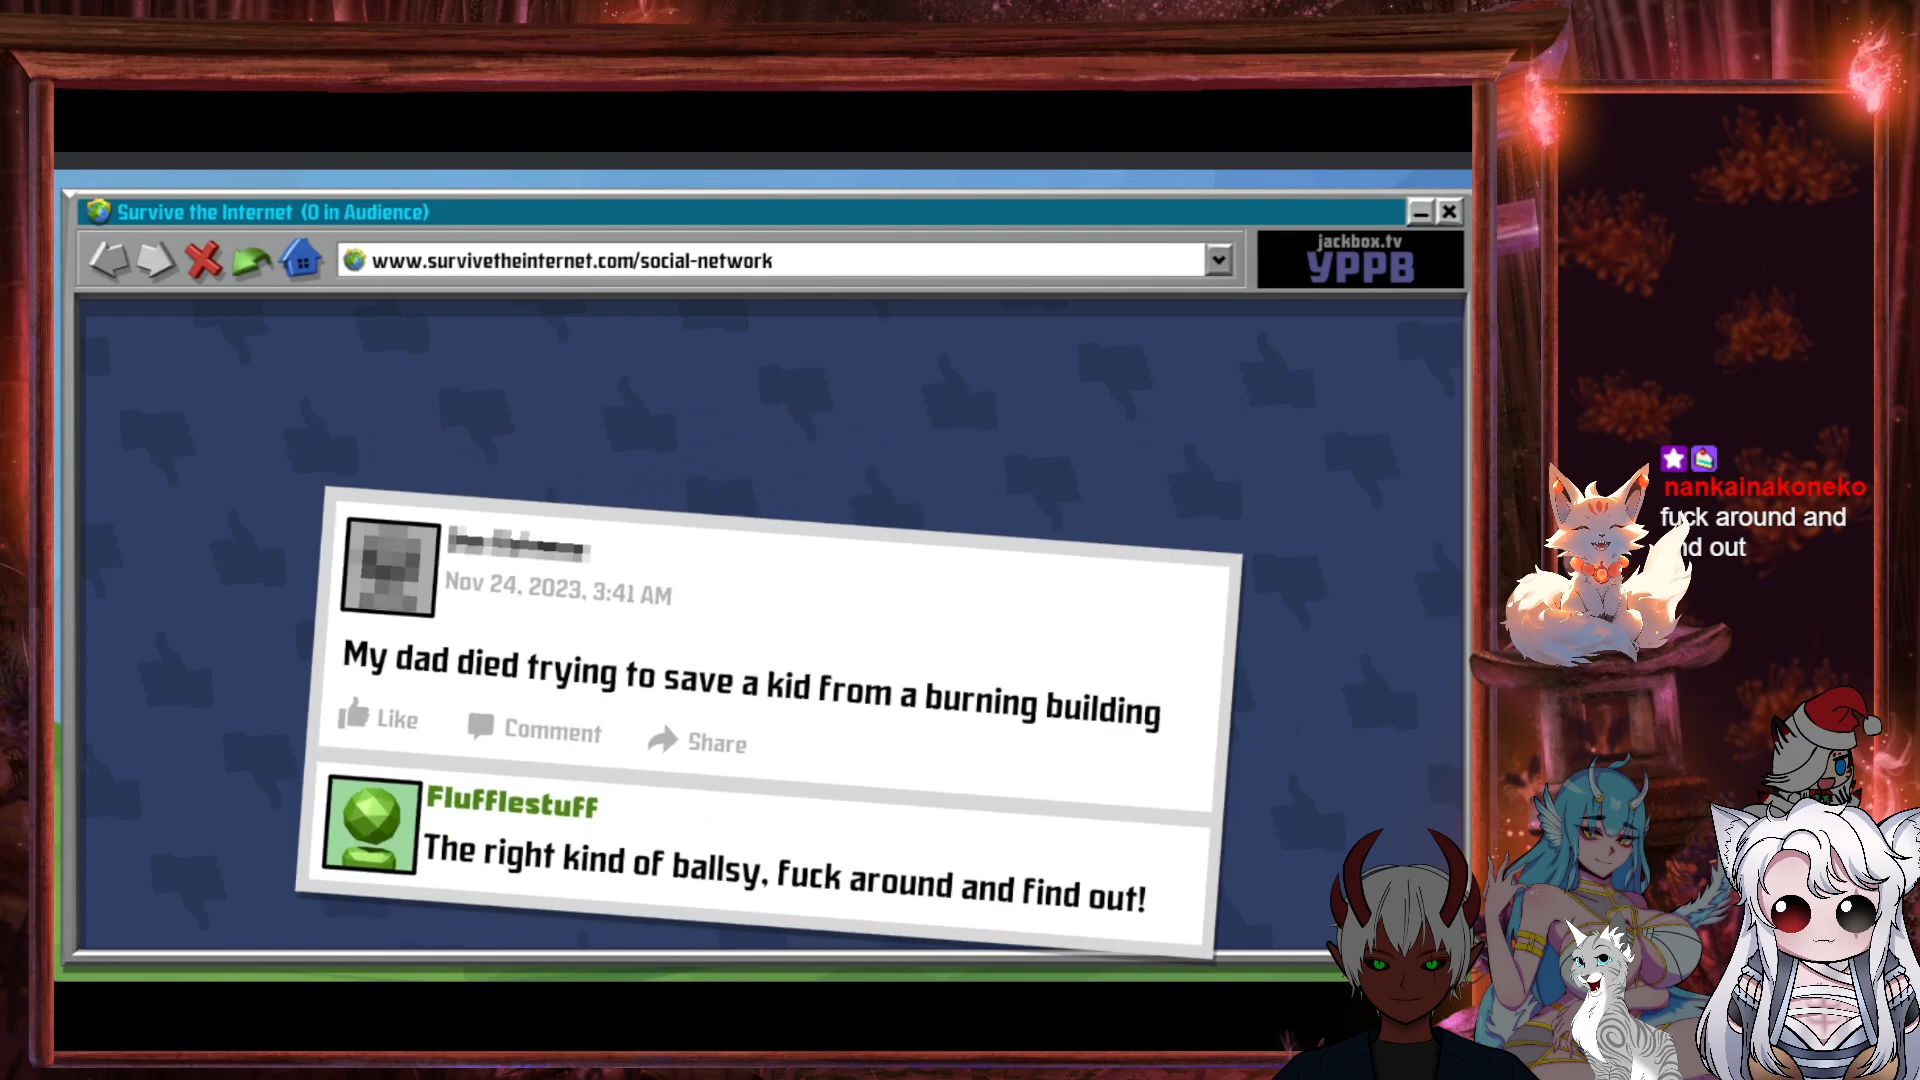 Survive the Internet (0 in Audience)
www.survivetheinternet.com/social-network
jackbox.tv
YPPB
Nov 24, 2023, 3:41 AM
My dad died trying to save a kid from a burning building
Like Comment Share
Flufflestuff
The right kind of ballsy, fuck around and find out!
nankainakoneko
fuck around and
out